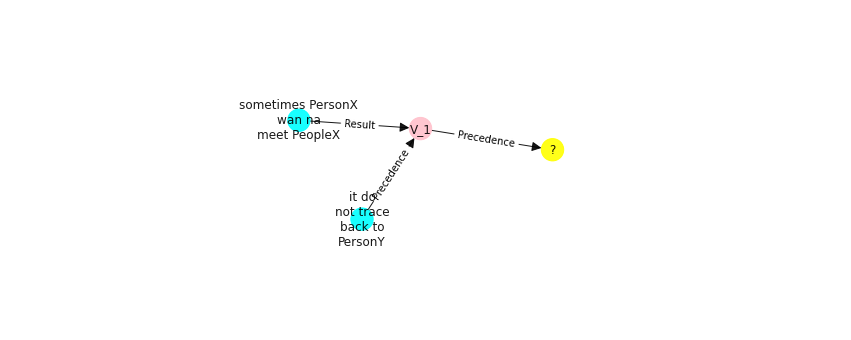 sometimes PersonX
wan na
meet PeopleX
Result
V_1
Precedence
?
Precedence
it do
not trace
back to
PersonY